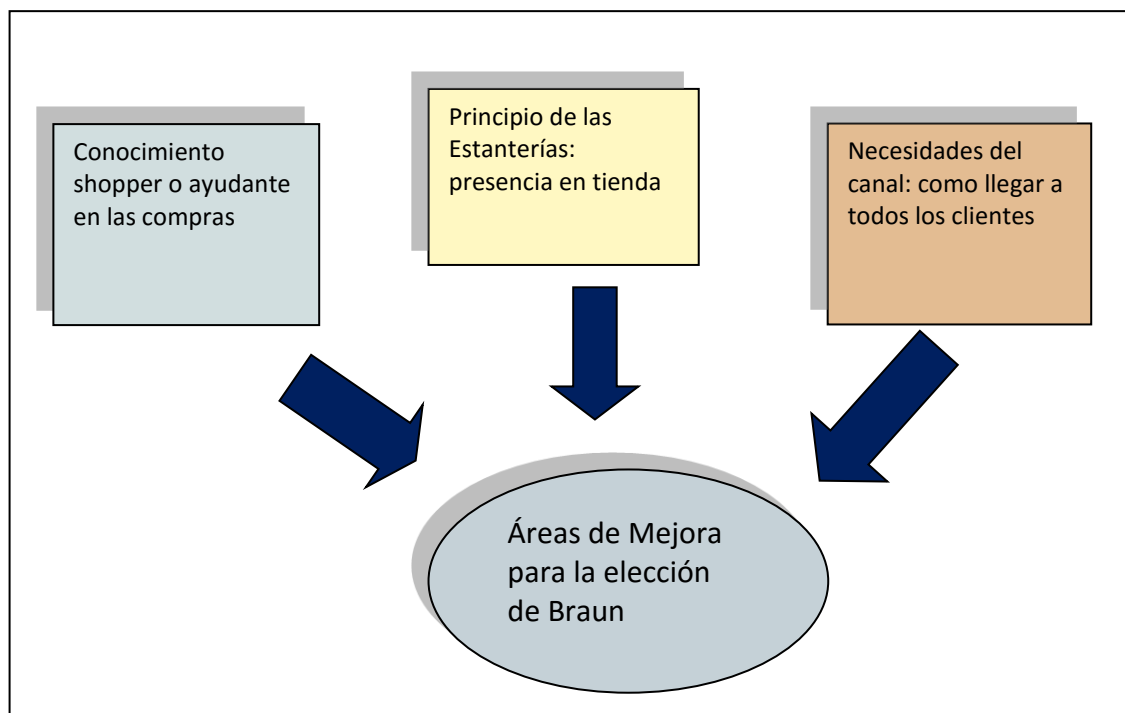 Conocimiento
shopper o ayudante
en las compras
Principio de las
Estanterías:
presencia en tienda
Necesidades del
canal: como llegar a
todos los clientes
Áreas de Mejora
para la elección
de Braun